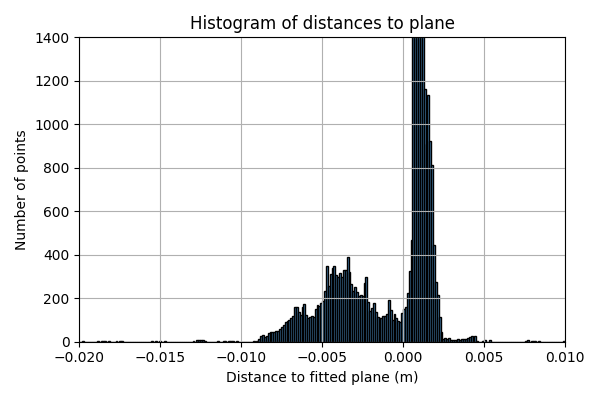 Histogram of distances to plane
1400
1200
1000
800
600
400
200
0
Number of points
−0.020 −0.015 −0.010 −0.005 0.000 0.005 0.010
Distance to fitted plane (m)